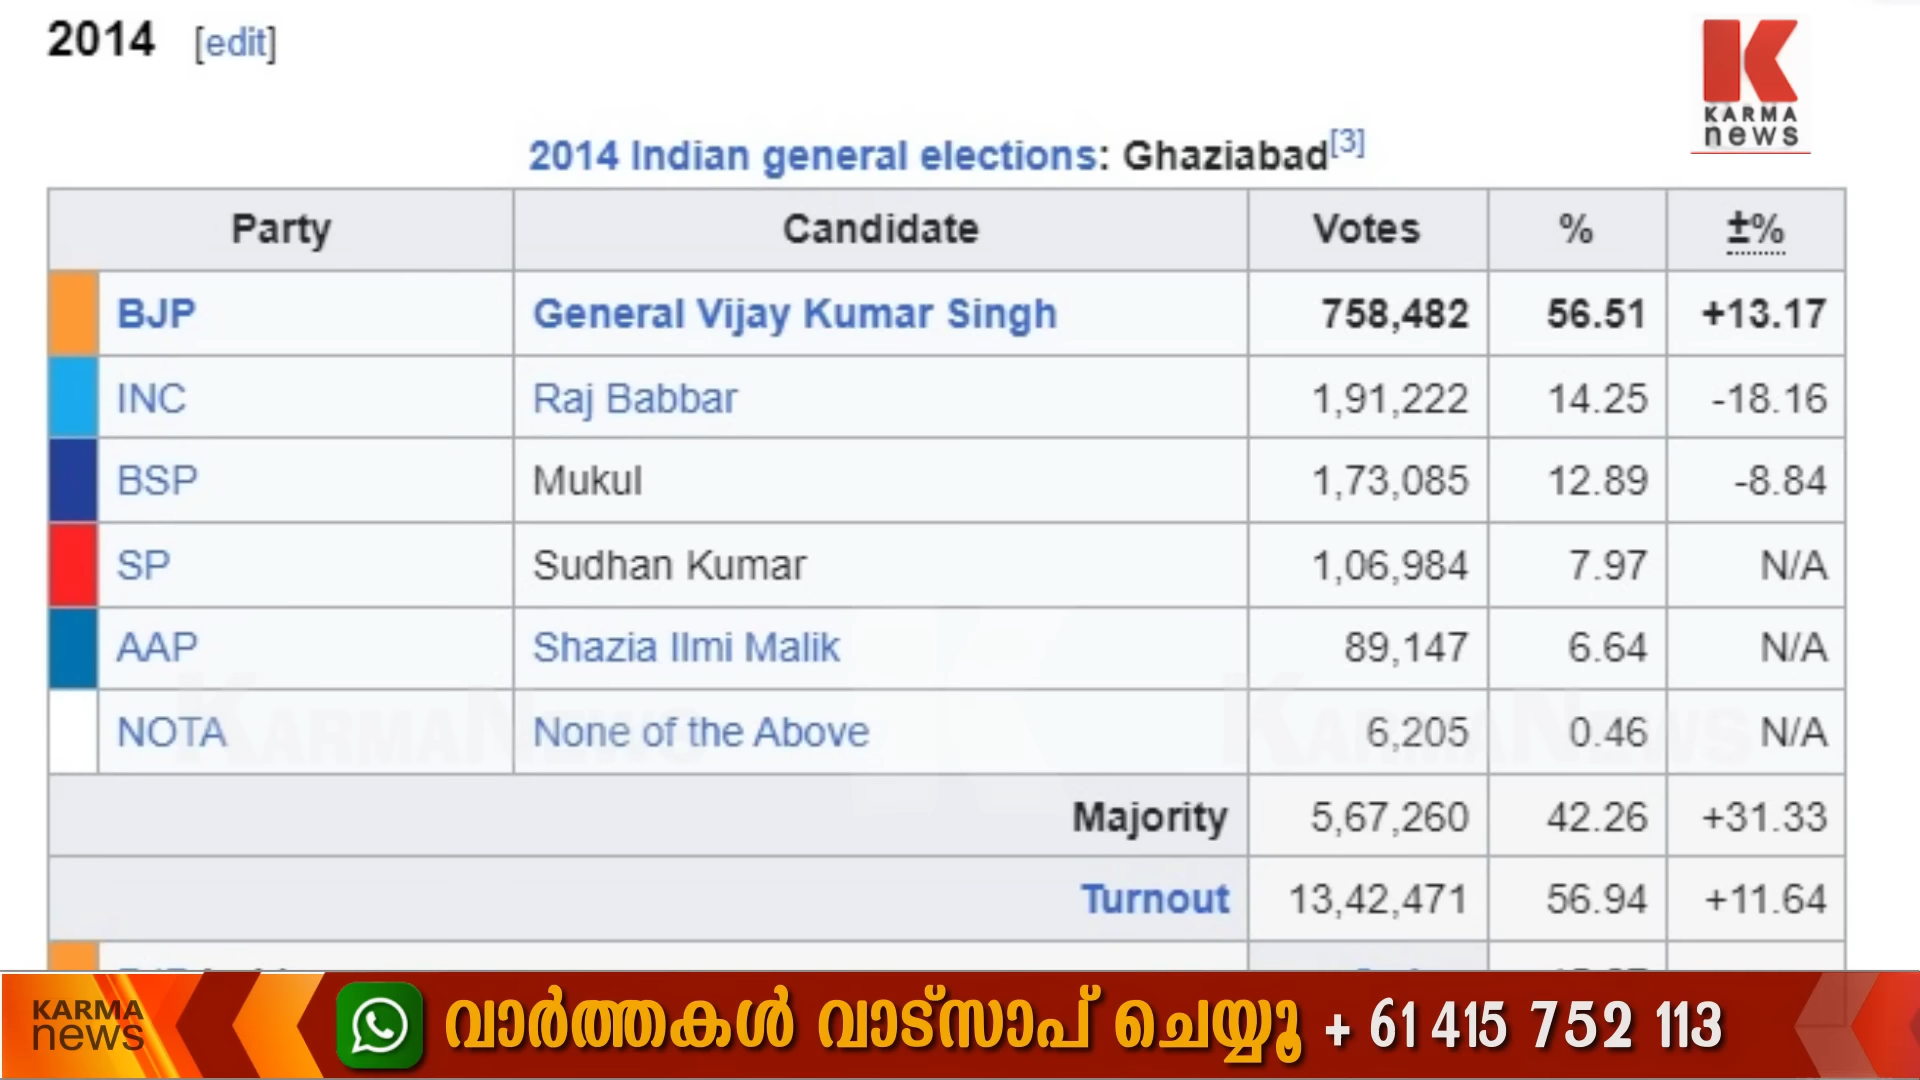 2014 [edit]
KARMA
news
2014 Indian general elections: Ghaziabad[3]
Party Candidate Votes % ±%
BJP General Vijay Kumar Singh 758,482 56.51 +13.17
INC Raj Babbar 1,91,222 14.25 -18.16
BSP Mukul 1,73,085 12.89 -8.84
SP Sudhan Kumar 1,06,984 7.97 N/A
AAP Shazia Ilmi Malik 89,147 6.64 N/A
NOTA None of the Above 6,205 0.46 N/A
KARMANEWS KARMANEWS
Majority 5,67,260 42.26 +31.33
Turnout 13,42,471 56.94 +11.64
KARMA
news
വാർത്തകൾ വാട്സാപ് ചെയ്യൂ + 61 415 752 113